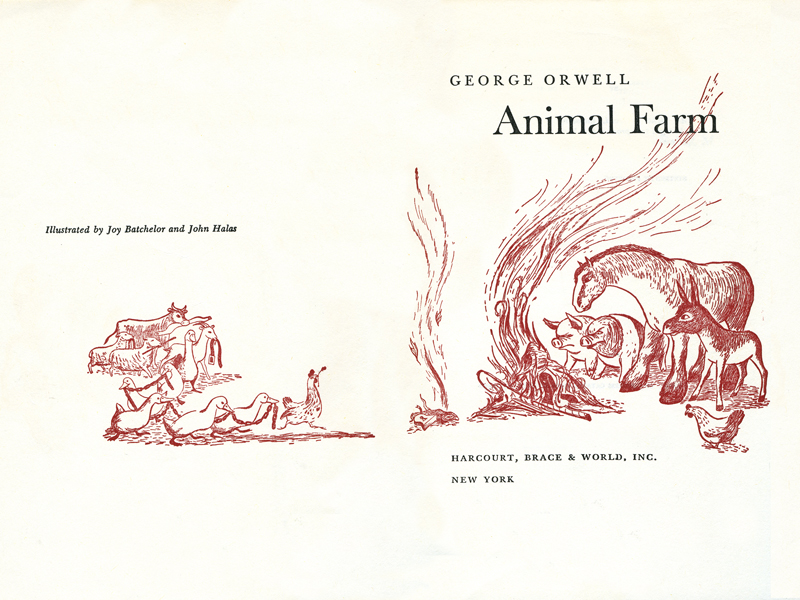 Illustrated by Joy Batchelor and John Halas
GEORGE ORWELL
Animal Farm
HARCOURT, BRACE & WORLD, INC.
NEW YORK